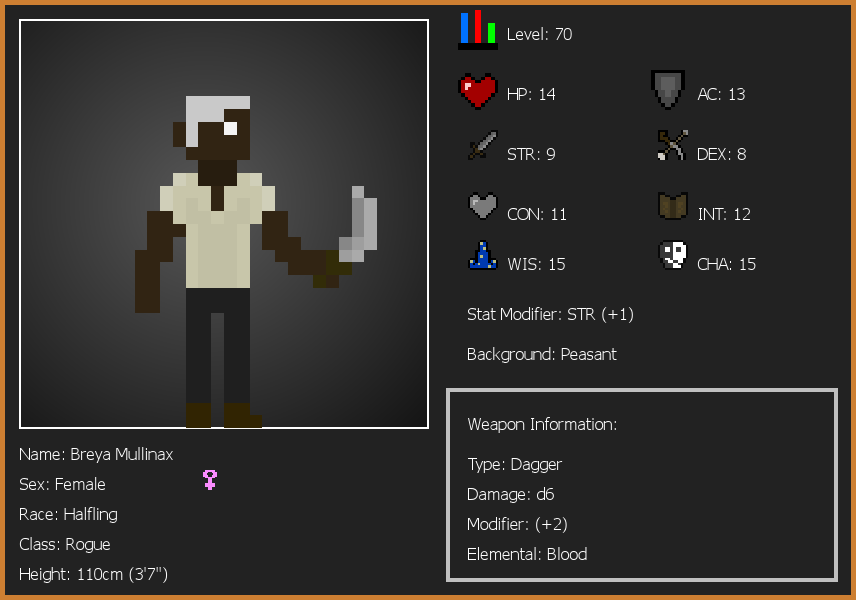 Level: 70
HP: 14
AC: 13
STR: 9
DEX: 8
CON: 11
INT: 12
WIS: 15
CHA: 15
Stat Modifier: STR (+1)
Background: Peasant
Weapon Information:
Type: Dagger
Damage: d6
Modifier: (+2)
Elemental: Blood
Name: Breya Mullinax
Sex: Female
Race: Halfling
Class: Rogue
Height: 110cm (3'7")